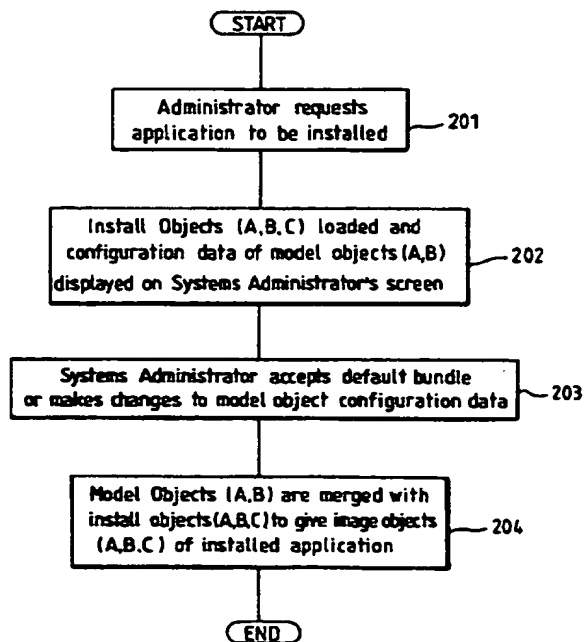 START
Administrator requests
application to be installed
201
Install Objects (A,B,C) loaded and
configuration data of model objects (A,B)
displayed on Systems Administrator's screen
202
Systems Administrator accepts default bundle
or makes changes to model object configuration data
203
Model Objects (A,B) are merged with
install objects(A,B,C) to give image objects
(A,B,C) of installed application
204
END